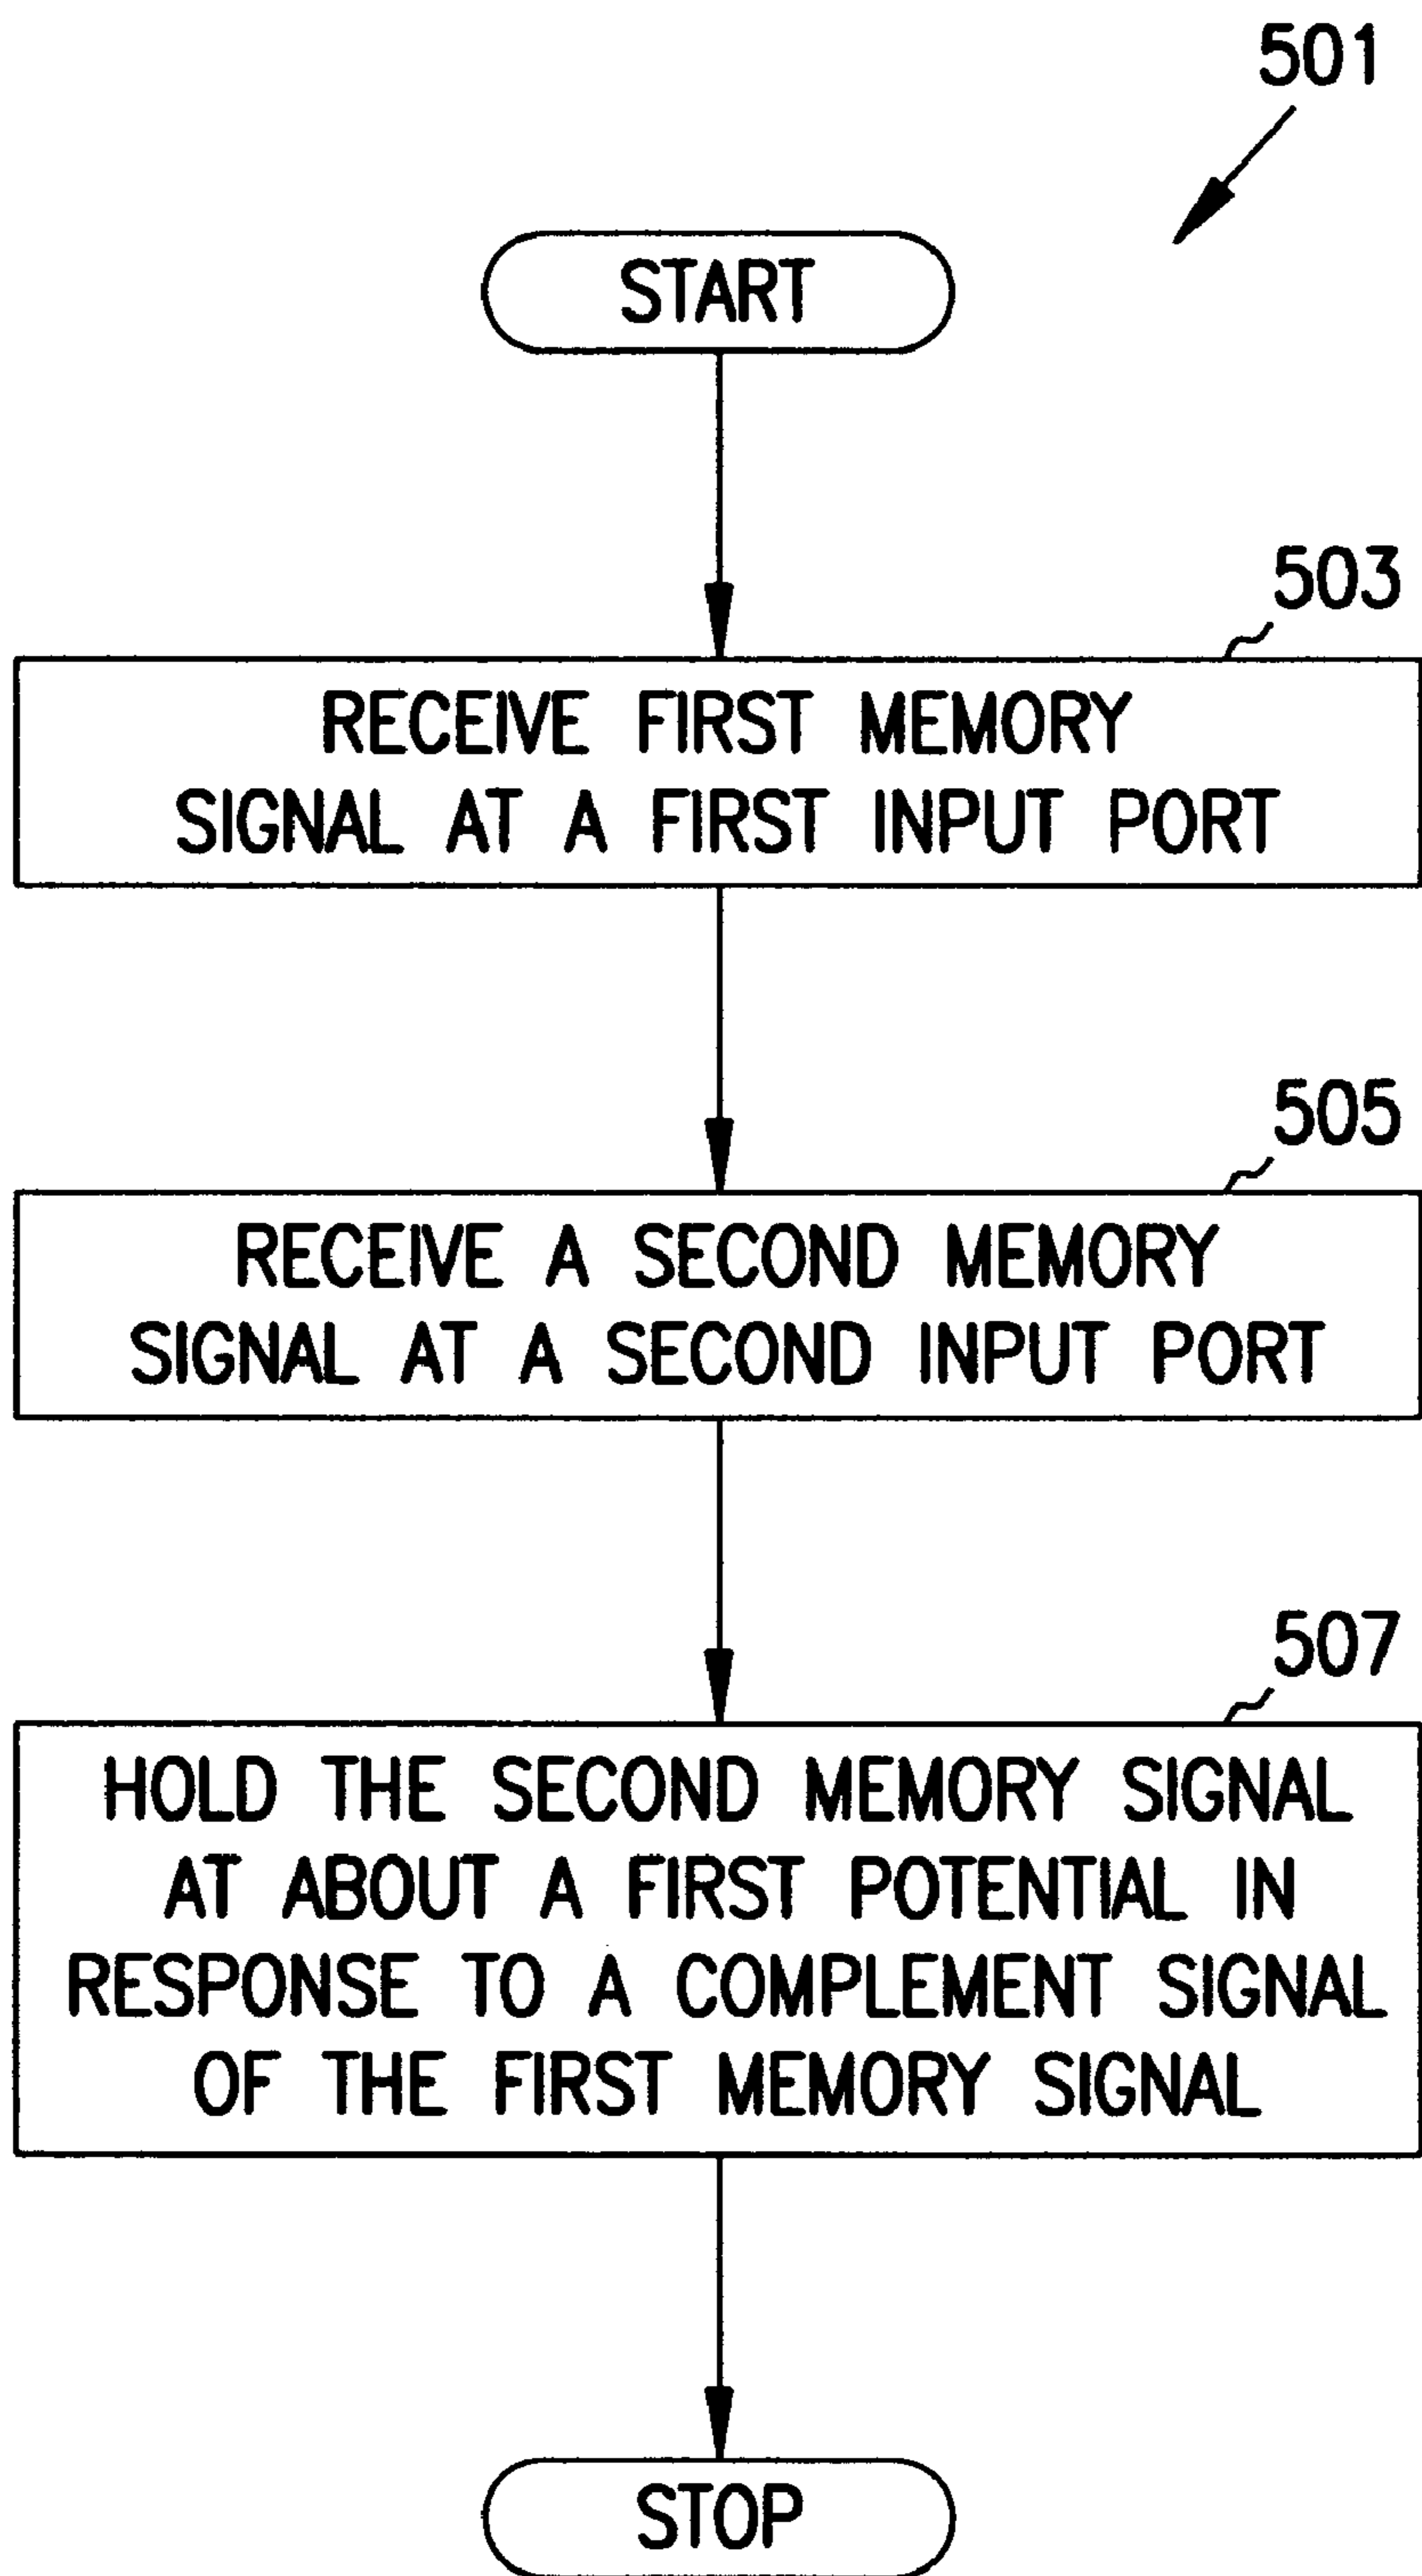 501
START
503
RECEIVE FIRST MEMORY
SIGNAL AT A FIRST INPUT PORT
505
RECEIVE A SECOND MEMORY
SIGNAL AT A SECOND INPUT PORT
507
HOLD THE SECOND MEMORY SIGNAL
AT ABOUT A FIRST POTENTIAL IN
RESPONSE TO A COMPLEMENT SIGNAL
OF THE FIRST MEMORY SIGNAL
STOP